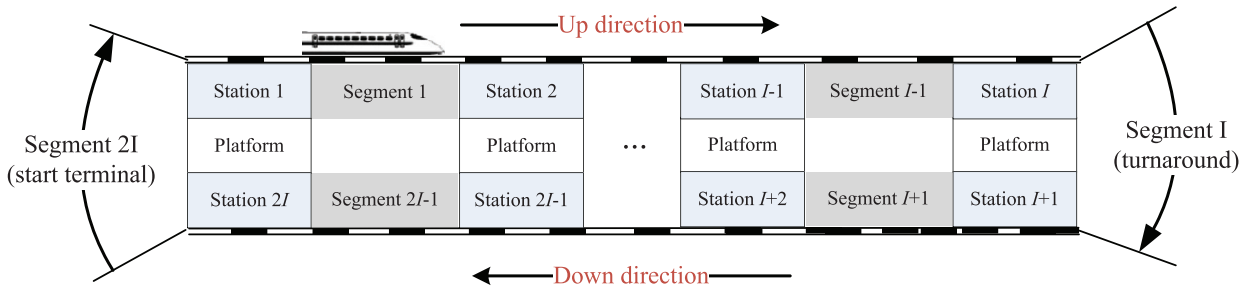 Up direction
Station 1
Segment 1
Station 2
Station I-1
Segment I-1
Station I
Segment 2I
(start terminal)
Platform
Platform
...
Platform
Platform
Segment I
(turnaround)
Station 2I
Segment 2I-1
Station 2I-1
Station I+2
Segment I+1
Station I+1
Down direction